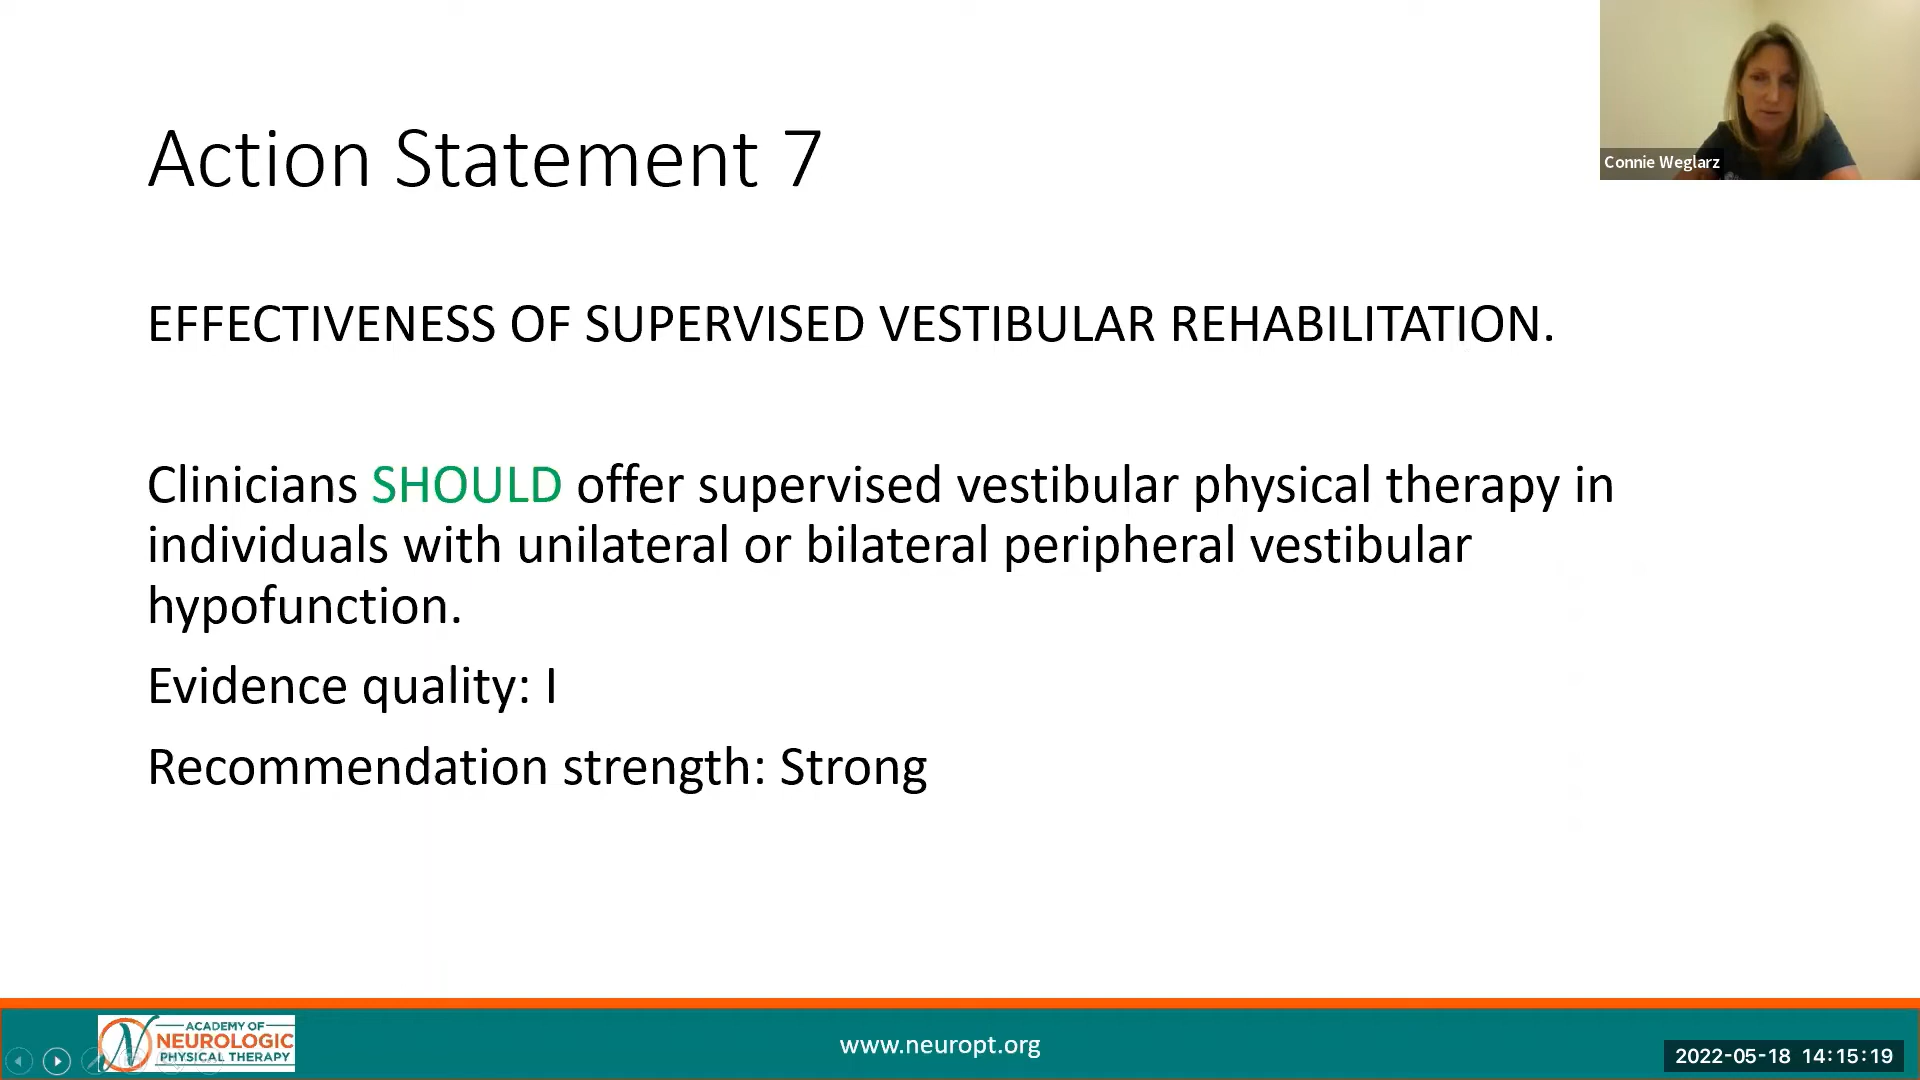 Action Statement 7
Connie Weglarz
EFFECTIVENESS OF SUPERVISED VESTIBULAR REHABILITATION.
Clinicians SHOULD offer supervised vestibular physical therapy in
individuals with unilateral or bilateral peripheral vestibular
hypofunction.
Evidence quality: I
Recommendation strength: Strong
ACADEMY OF
NEUROLOGIC
PHYSICAL THERAPY
www.neuropt.org
2022-05-18 14:15:19